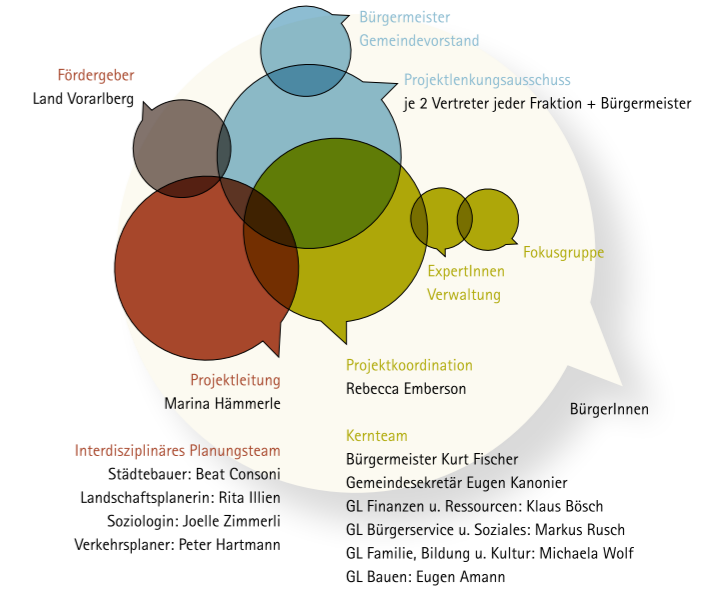 Bürgermeister
Gemeindevorstand
Fördergeber
Land Vorarlberg
Projektlenkungsausschuss
je 2 Vertreter jeder Fraktion + Bürgermeister
Fokusgruppe
ExpertInnen
Verwaltung
Projektleitung
Marina Hämmerle
Projektkoordination
Rebecca Emberson
BürgerInnen
Interdisziplinäres Planungsteam
Städtebauer: Beat Consoni
Landschaftsplanerin: Rita Illien
Soziologin: Joelle Zimmerli
Verkehrsplaner: Peter Hartmann
Kernteam
Bürgermeister Kurt Fischer
Gemeindesekretär Eugen Kanonier
GL Finanzen u. Ressourcen: Klaus Bösch
GL Bürgerservice u. Soziales: Markus Rusch
GL Familie, Bildung u. Kultur: Michaela Wolf
GL Bauen: Eugen Amann